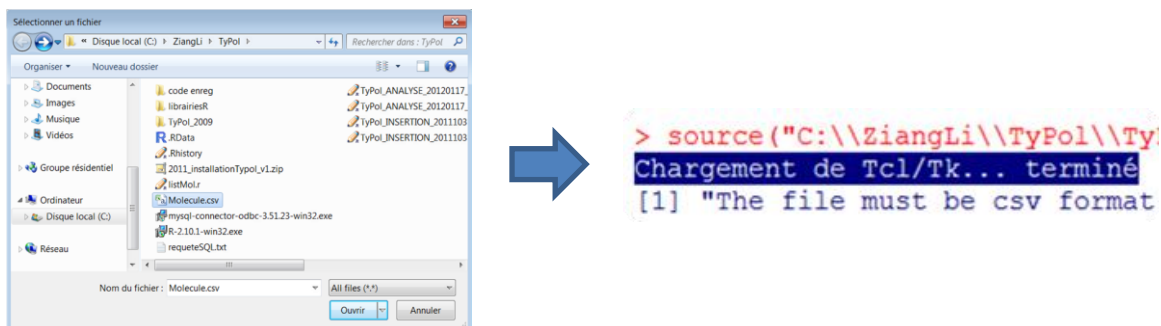 Sélectionner un fichier
« Disque local (C:) ▸ ZiangLi ▸ TyPol ▸
Rechercher dans : TyPol
Organiser
Nouveau dossier
Documents
Images
Musique
Vidéos
Groupe résidentiel
Ordinateur
Disque local (C:)
Réseau
code enreg
librairiesR
TyPol_2009
.RData
.Rhistory
2011_installationTypol_v1.zip
listMol.r
Molecule.csv
mysql-connector-odbc-3.51.23-win32.exe
R-2.10.1-win32.exe
requeteSQL.txt
TyPol_ANALYSE_20120117_
TyPol_ANALYSE_20120117_
TyPol_INSERTION_2011103
TyPol_INSERTION_2011103
Nom du fichier : Molecule.csv
All files (*.*)
Ouvrir
Annuler
> source("C:\\ZiangLi\\TyPol\\Ty
Chargement de Tcl/Tk... terminé
[1] "The file must be csv format